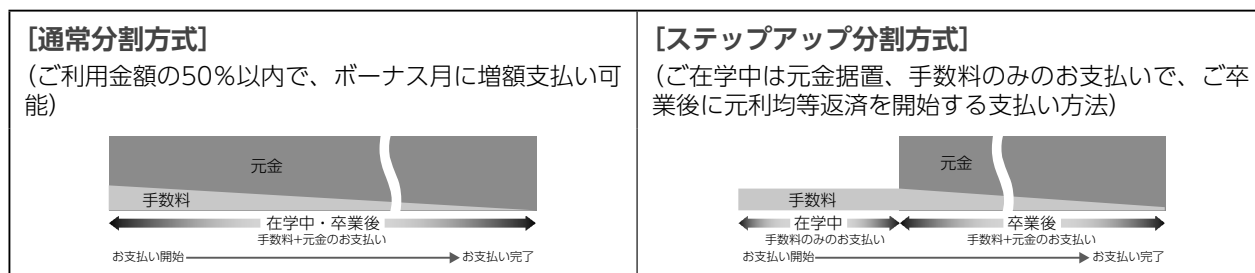 [通常分割方式]
(ご利用金額の50%以内で、ボーナス月に増額支払い可
能)
元金
手数料
在学中・卒業後
手数料+元金のお支払い
お支払い開始
お支払い完了
[ステップアップ分割方式]
(ご在学中は元金据置、手数料のみのお支払いで、ご卒
業後に元利均等返済を開始する支払い方法)
元金
手数料
在学中
卒業後
手数料のみのお支払い
手数料+元金のお支払い
お支払い開始
お支払い完了